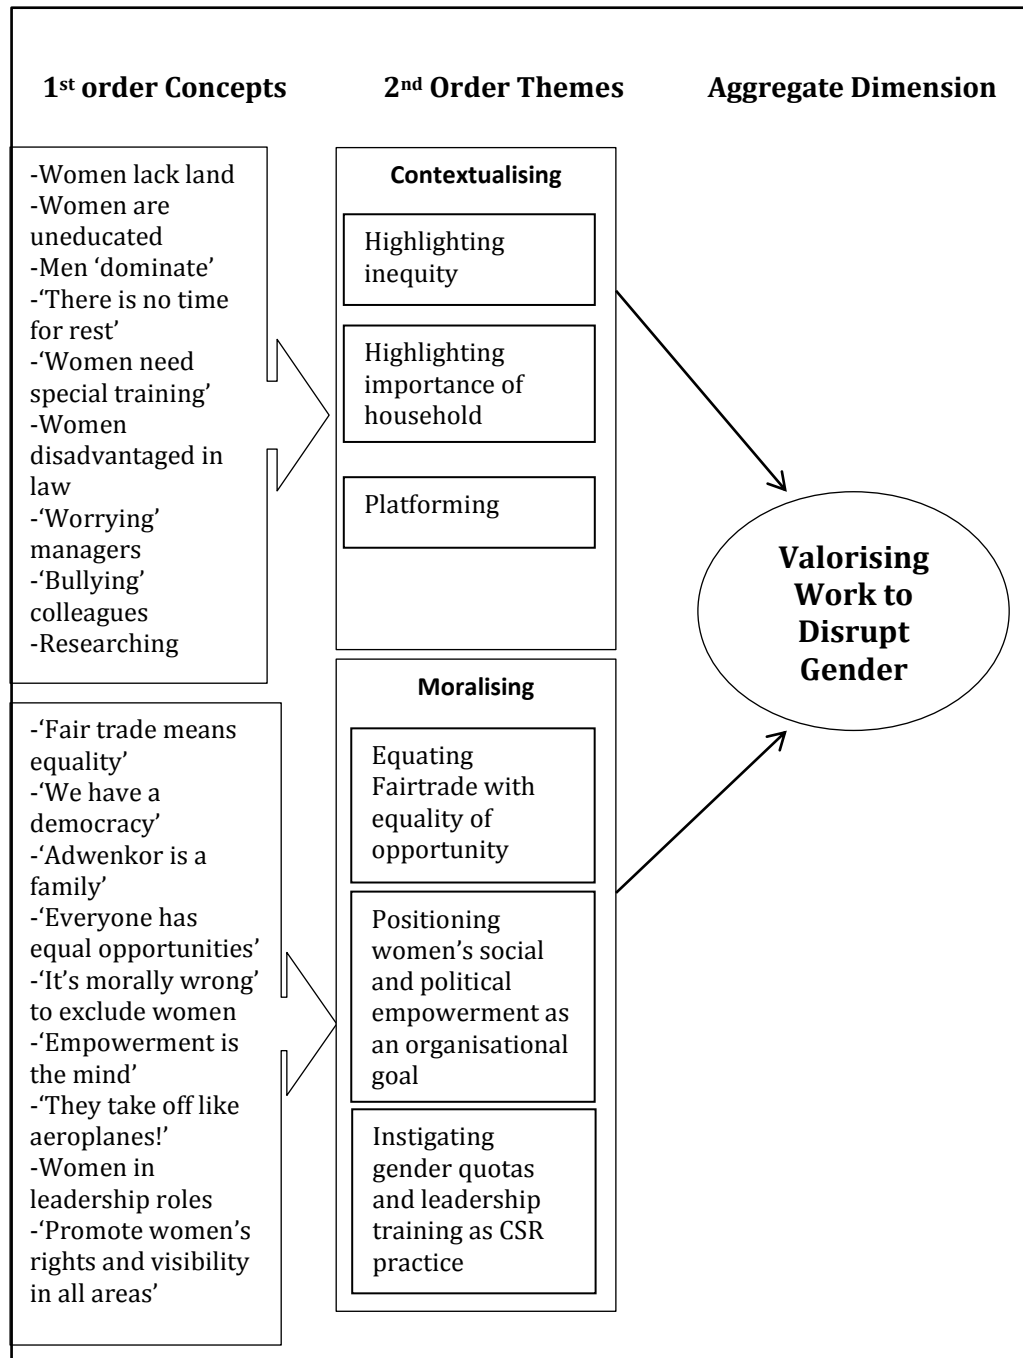 1st order Concepts
2nd Order Themes
Aggregate Dimension
-Women lack land
-Women are
uneducated
-Men ‘dominate’
-‘There is no time
for rest’
-‘Women need
special training’
-Women
disadvantaged in
law
-‘Worrying’
managers
-‘Bullying’
colleagues
-Researching
Contextualising
Highlighting
inequity
Highlighting
importance of
household
Platforming
-‘Fair trade means
equality’
-‘We have a
democracy’
-‘Adwenkor is a
family’
-‘Everyone has
equal opportunities’
-‘It’s morally wrong’
to exclude women
-‘Empowerment is
the mind’
-‘They take off like
aeroplanes!’
-Women in
leadership roles
-‘Promote women’s
rights and visibility
in all areas’
Moralising
Equating
Fairtrade with
equality of
opportunity
Positioning
women’s social
and political
empowerment as
an organisational
goal
Instigating
gender quotas
and leadership
training as CSR
practice
Valorising
Work to
Disrupt
Gender